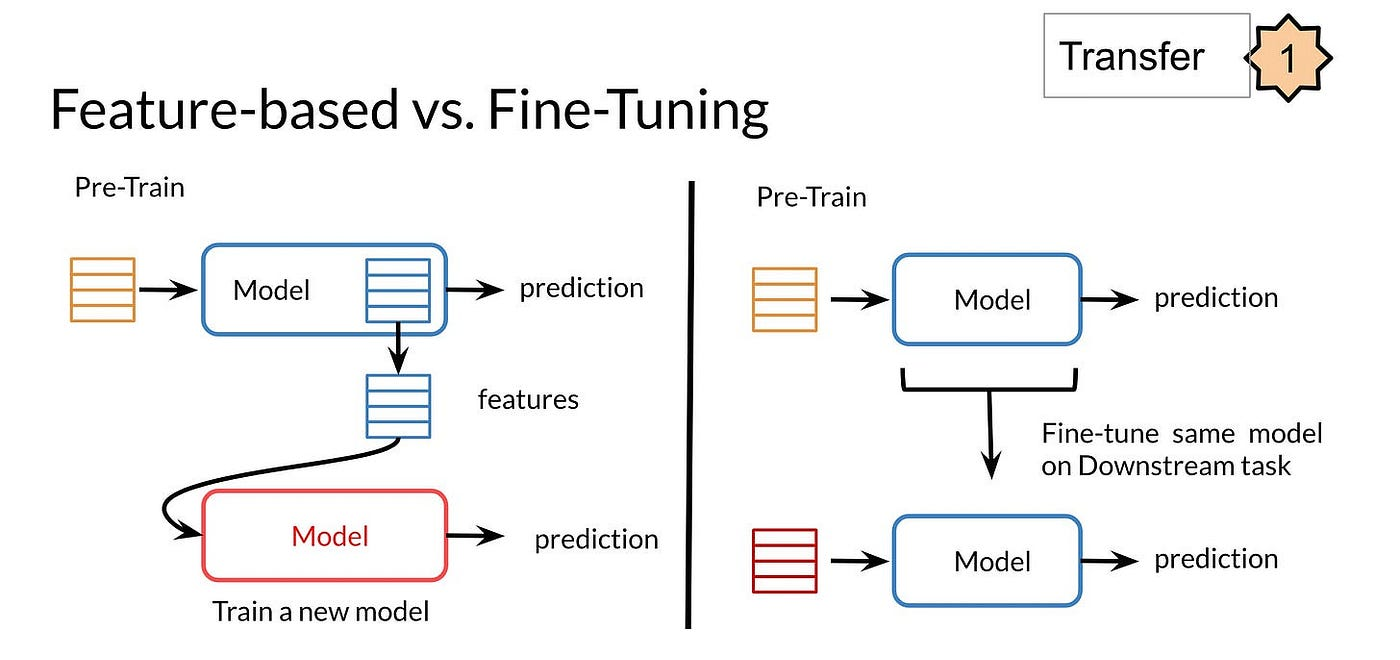 Transfer 1
Feature-based vs. Fine-Tuning
Pre-Train
Model
prediction
features
Model
prediction
Train a new model
Pre-Train
Model
prediction
Fine-tune same model
on Downstream task
Model
prediction